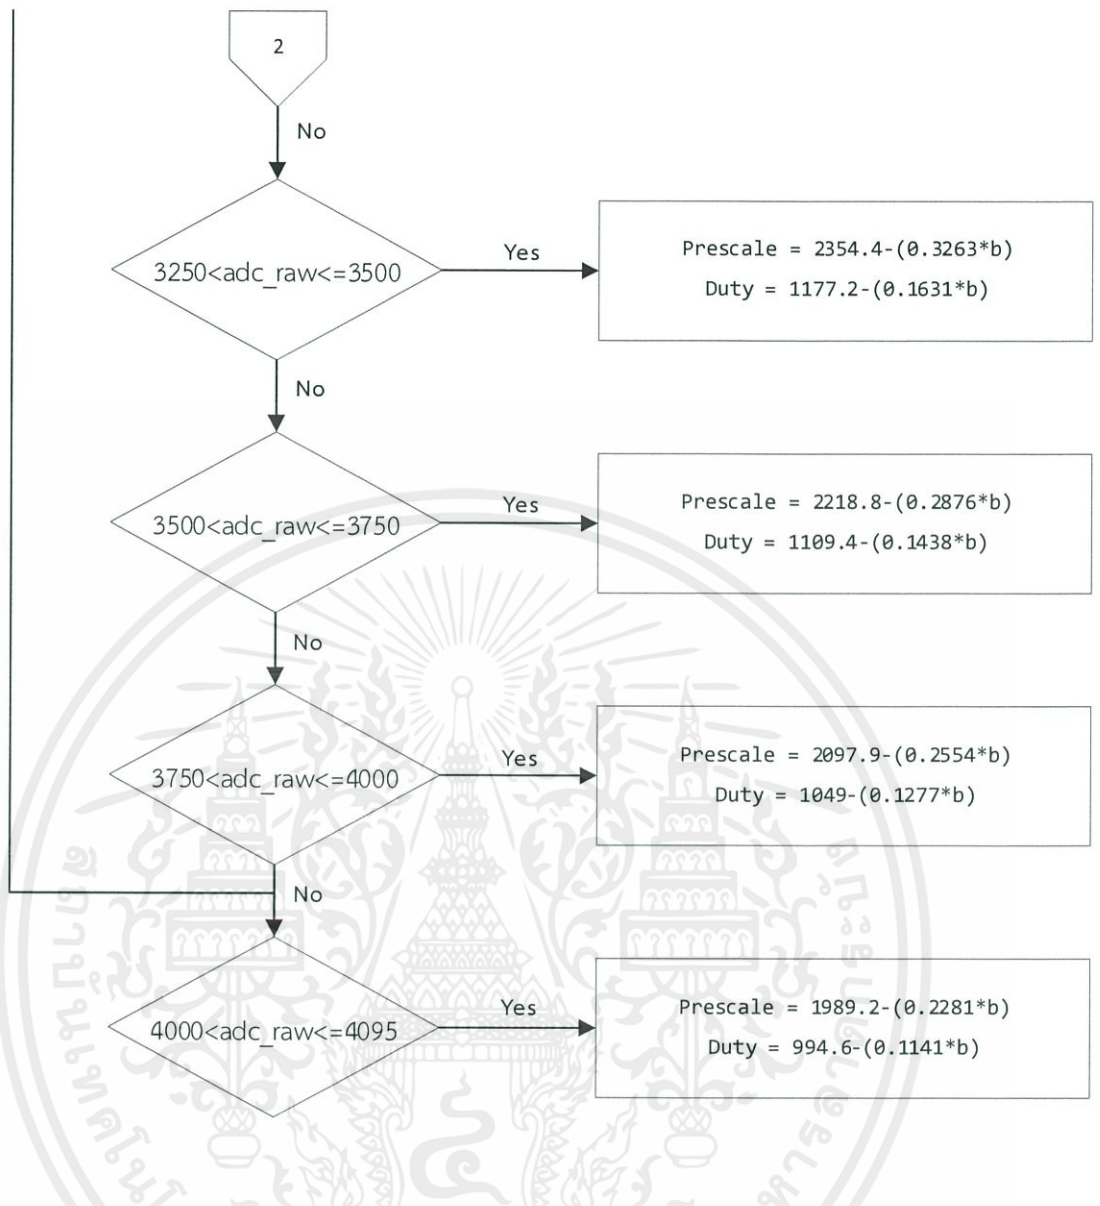 2
No
3250<adc_raw<=3500
Yes
Prescale = 2354.4-(0.3263*b)
Duty = 1177.2-(0.1631*b)
No
3500<adc_raw<=3750
Yes
Prescale = 2218.8-(0.2876*b)
Duty = 1109.4-(0.1438*b)
No
3750<adc_raw<=4000
Yes
Prescale = 2097.9-(0.2554*b)
Duty = 1049-(0.1277*b)
No
4000<adc_raw<=4095
Yes
Prescale = 1989.2-(0.2281*b)
Duty = 994.6-(0.1141*b)